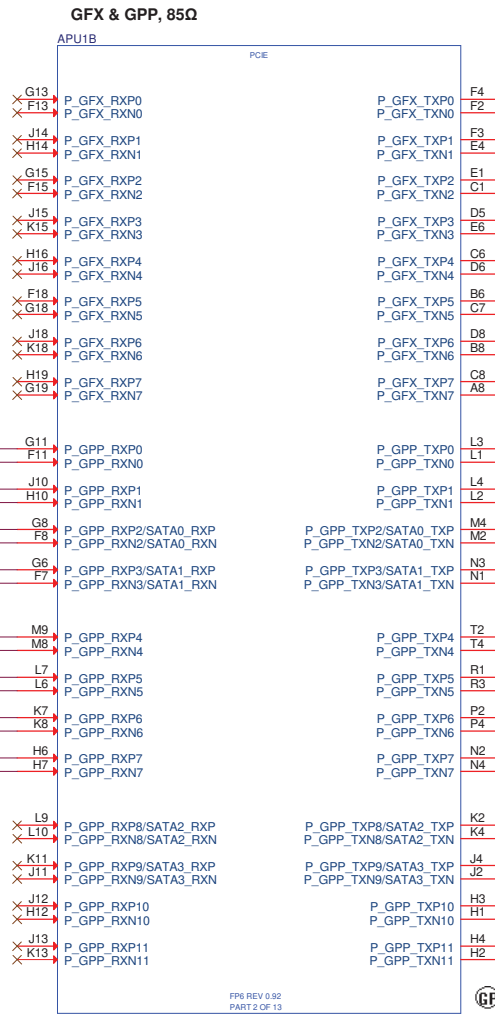 GFX & GPP, 85Ω
APU1B
PCIE
G13 P_GFX_RXP0 P_GFX_TXP0 F4
F13 P_GFX_RXN0 P_GFX_TXN0 F2
J14 P_GFX_RXP1 P_GFX_TXP1 F3
H14 P_GFX_RXN1 P_GFX_TXN1 E4
G15 P_GFX_RXP2 P_GFX_TXP2 E1
F15 P_GFX_RXN2 P_GFX_TXN2 C1
J15 P_GFX_RXP3 P_GFX_TXP3 D5
K15 P_GFX_RXN3 P_GFX_TXN3 E6
H16 P_GFX_RXP4 P_GFX_TXP4 C6
J16 P_GFX_RXN4 P_GFX_TXN4 D6
F18 P_GFX_RXP5 P_GFX_TXP5 B6
G18 P_GFX_RXN5 P_GFX_TXN5 C7
J18 P_GFX_RXP6 P_GFX_TXP6 D8
K18 P_GFX_RXN6 P_GFX_TXN6 B8
H19 P_GFX_RXP7 P_GFX_TXP7 C8
G19 P_GFX_RXN7 P_GFX_TXN7 A8
G11 P_GPP_RXP0 P_GPP_TXP0 L3
F11 P_GPP_RXN0 P_GPP_TXN0 L1
J10 P_GPP_RXP1 P_GPP_TXP1 L4
H10 P_GPP_RXN1 P_GPP_TXN1 L2
G8 P_GPP_RXP2/SATA0_RXP P_GPP_TXP2/SATA0_TXP M4
F8 P_GPP_RXN2/SATA0_RXN P_GPP_TXN2/SATA0_TXN M2
G6 P_GPP_RXP3/SATA1_RXP P_GPP_TXP3/SATA1_TXP N3
F7 P_GPP_RXN3/SATA1_RXN P_GPP_TXN3/SATA1_TXN N1
M9 P_GPP_RXP4 P_GPP_TXP4 T2
M8 P_GPP_RXN4 P_GPP_TXN4 T4
L7 P_GPP_RXP5 P_GPP_TXP5 R1
L6 P_GPP_RXN5 P_GPP_TXN5 R3
K7 P_GPP_RXP6 P_GPP_TXP6 P2
K8 P_GPP_RXN6 P_GPP_TXN6 P4
H6 P_GPP_RXP7 P_GPP_TXP7 N2
H7 P_GPP_RXN7 P_GPP_TXN7 N4
L9 P_GPP_RXP8/SATA2_RXP P_GPP_TXP8/SATA2_TXP K2
L10 P_GPP_RXN8/SATA2_RXN P_GPP_TXN8/SATA2_TXN K4
K11 P_GPP_RXP9/SATA3_RXP P_GPP_TXP9/SATA3_TXP J4
J11 P_GPP_RXN9/SATA3_RXN P_GPP_TXN9/SATA3_TXN J2
J12 P_GPP_RXP10 P_GPP_TXP10 H3
H12 P_GPP_RXN10 P_GPP_TXN10 H1
J13 P_GPP_RXP11 P_GPP_TXP11 H4
K13 P_GPP_RXN11 P_GPP_TXN11 H2
FP6 REV 0.92
PART 2 OF 13